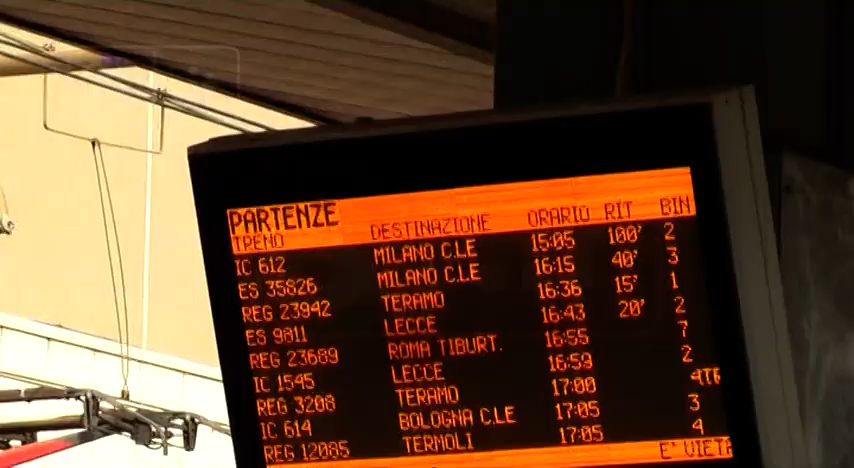 PARTENZE
TRENO DESTINAZIONE ORARIO RIT BIN
IC 612 MILANO C.LE 15:05 100' 2
ES 35826 MILANO C.LE 16:15 40' 3
REG 23942 TERAMO 16:36 15' 1
ES 9811 LECCE 16:43 20' 2
REG 23689 ROMA TIBURT. 16:55 7
IC 1545 LECCE 16:59 2
REG 3208 TERAMO 17:00 4TR
IC 614 BOLOGNA C.LE 17:05 3
REG 12085 TERMOLI 17:05 4
E' VIETA